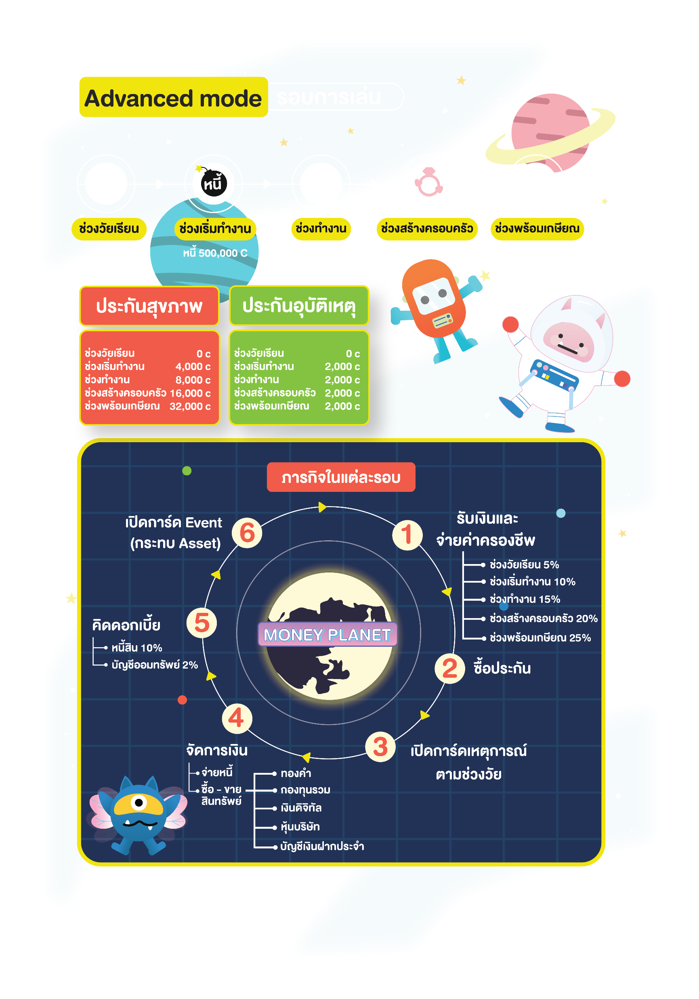 Advanced mode
รอบการเล่น
หนี้
ช่วงวัยเรียน
ช่วงเริ่มทำงาน
ช่วงทำงาน
ช่วงสร้างครอบครัว
ช่วงพร้อมเกษียณ
หนี้ 500,000 C
ประกันสุขภาพ
ช่วงวัยเรียน 0 c
ช่วงเริ่มทำงาน 4,000 c
ช่วงทำงาน 8,000 c
ช่วงสร้างครอบครัว 16,000 c
ช่วงพร้อมเกษียณ 32,000 c
ประกันอุบัติเหตุ
ช่วงวัยเรียน 0 c
ช่วงเริ่มทำงาน 2,000 c
ช่วงทำงาน 2,000 c
ช่วงสร้างครอบครัว 2,000 c
ช่วงพร้อมเกษียณ 2,000 c
ภารกิจในแต่ละรอบ
1
รับเงินและ
จ่ายค่าครองชีพ
ช่วงวัยเรียน 5%
ช่วงเริ่มทำงาน 10%
ช่วงทำงาน 15%
ช่วงสร้างครอบครัว 20%
ช่วงพร้อมเกษียณ 25%
2
ซื้อประกัน
3
เปิดการ์ดเหตุการณ์
ตามช่วงวัย
4
จัดการเงิน
จ่ายหนี้
ซื้อ - ขาย
สินทรัพย์
ทองคำ
กองทุนรวม
เงินดิจิทัล
หุ้นบริษัท
บัญชีเงินฝากประจำ
5
คิดดอกเบี้ย
หนี้สิน 10%
บัญชีออมทรัพย์ 2%
6
เปิดการ์ด Event
(กระทบ Asset)
MONEY PLANET